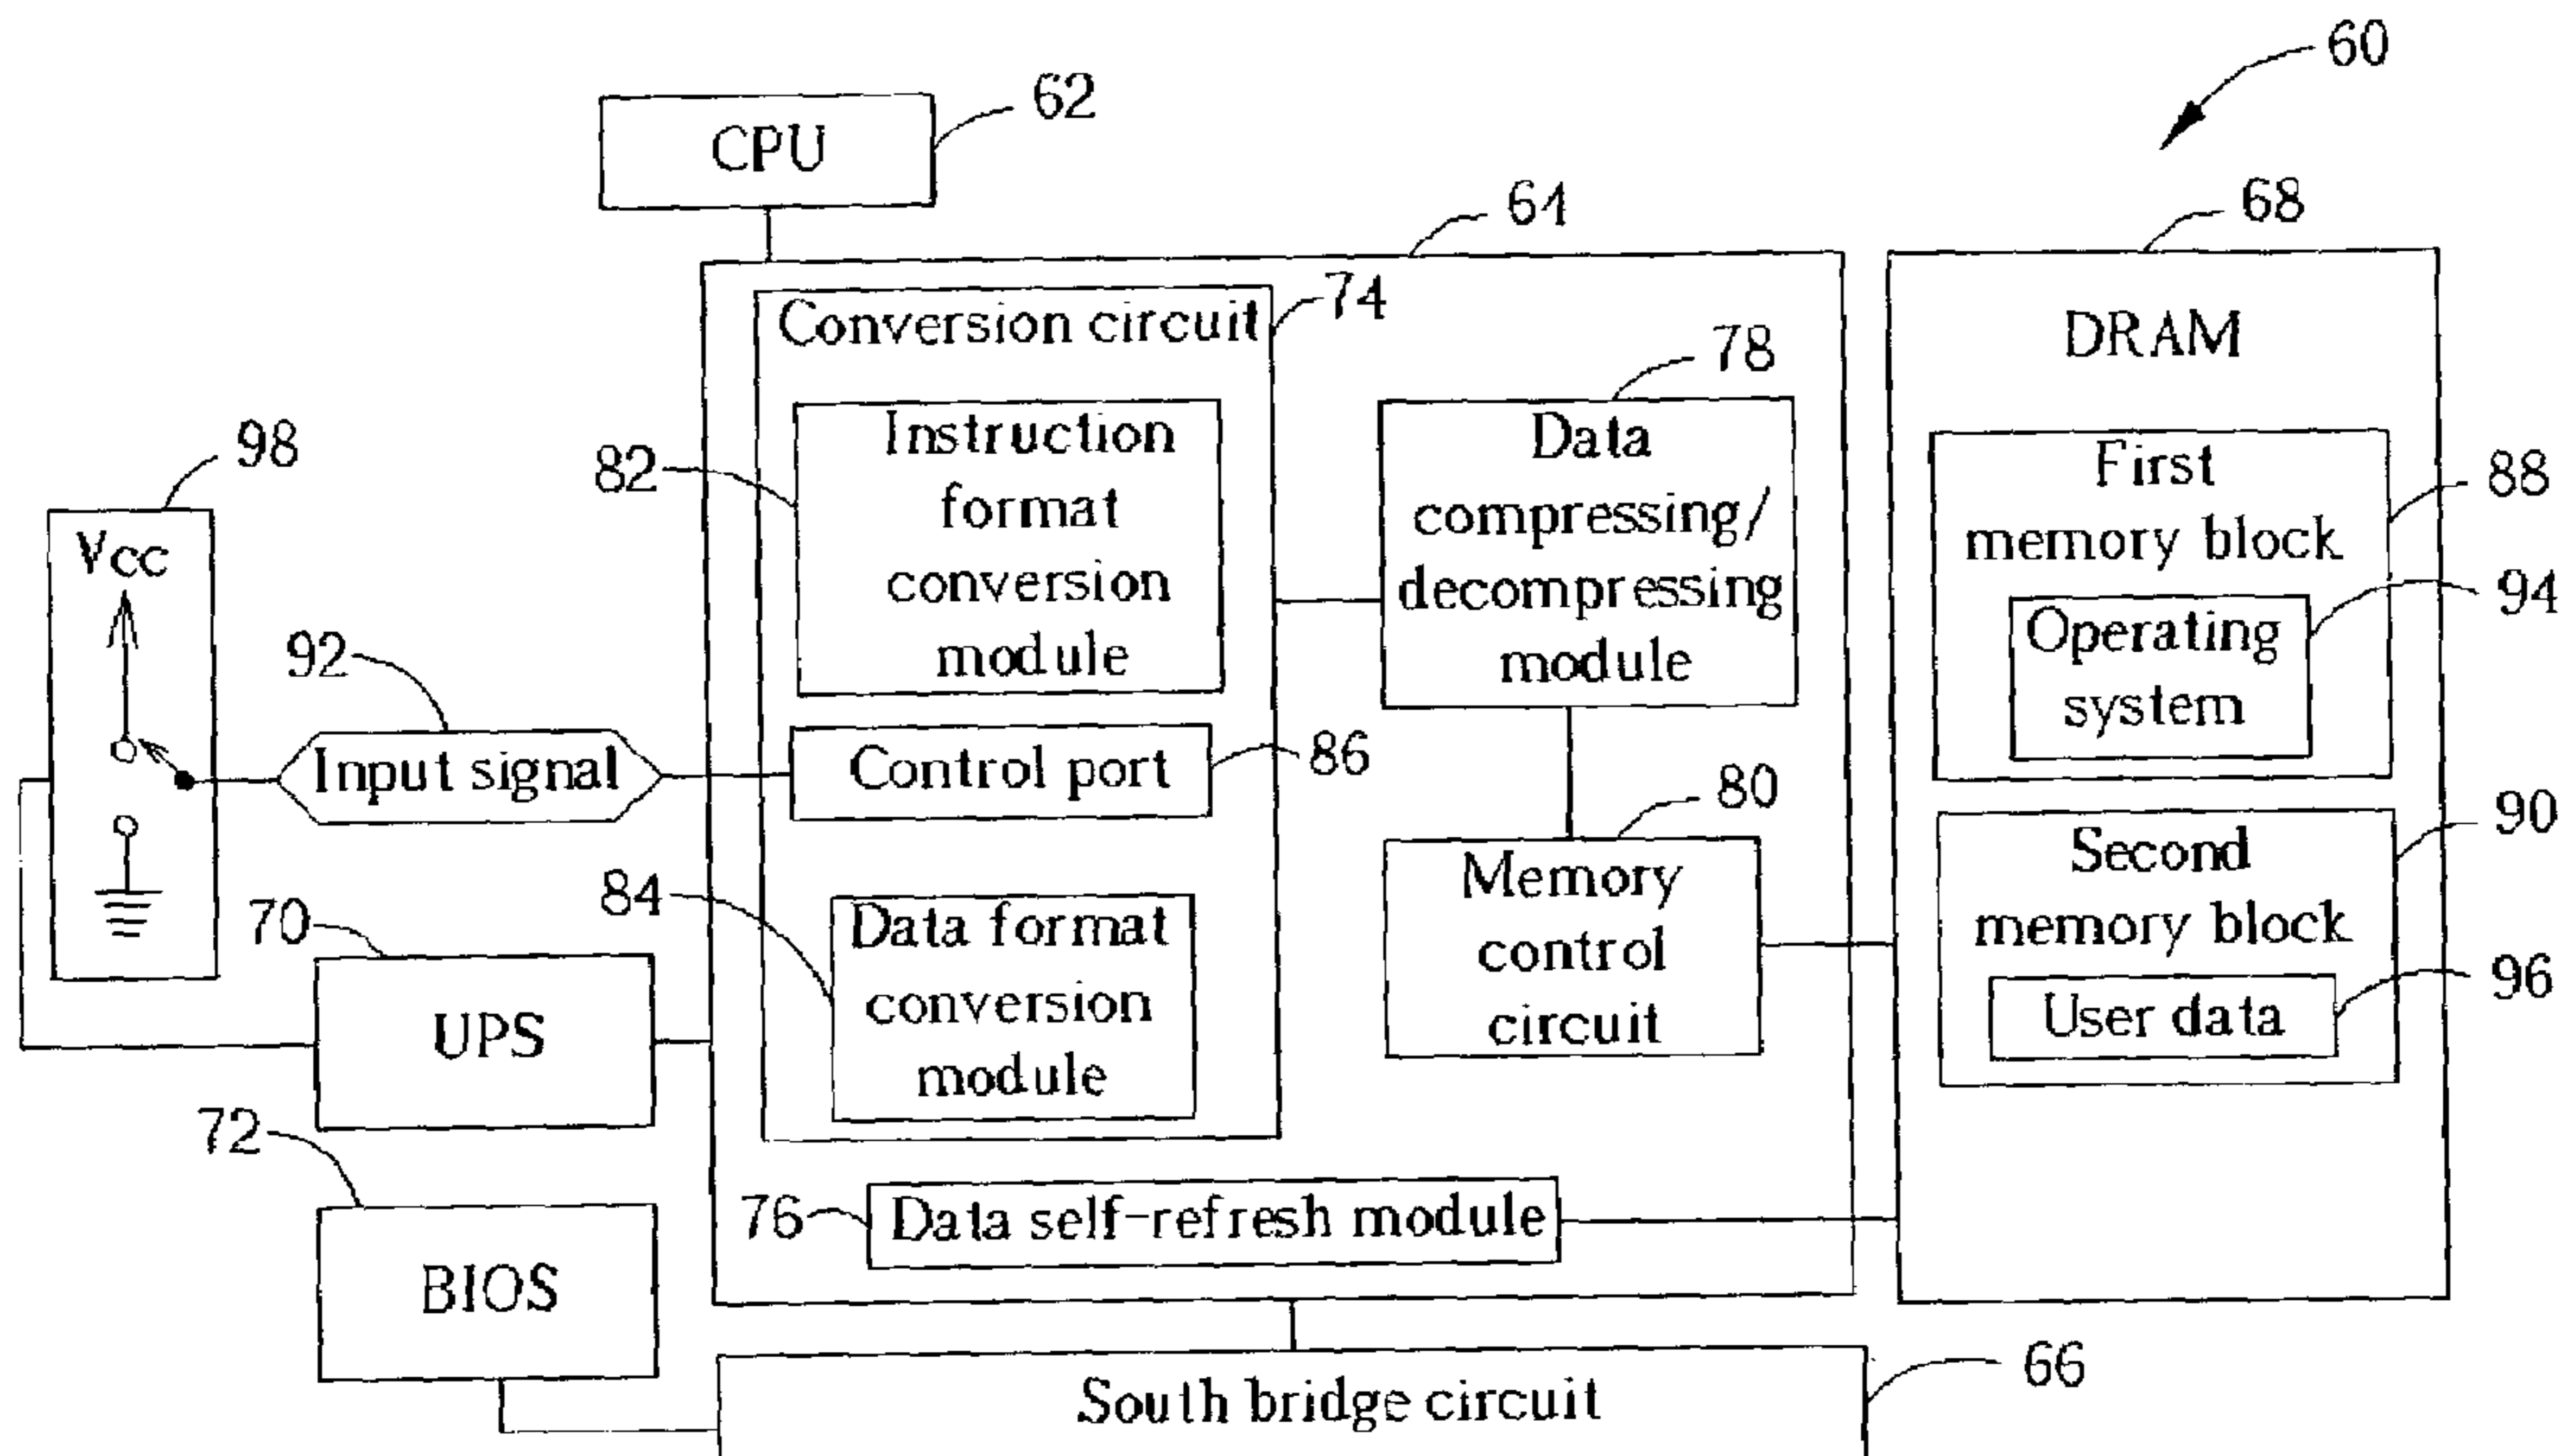 60
CPU
62
64
68
Conversion circuit
74
DRAM
78
Instruction
format
conversion
module
82
Data
compressing/
decompressing
module
First
memory block
88
98
Vcc
Operating
system
94
92
Input signal
Control port
86
80
Second
memory block
90
Memory
control
circuit
84
Data format
conversion
module
User data
96
70
UPS
72
76
Data self-refresh module
BIOS
66
South bridge circuit